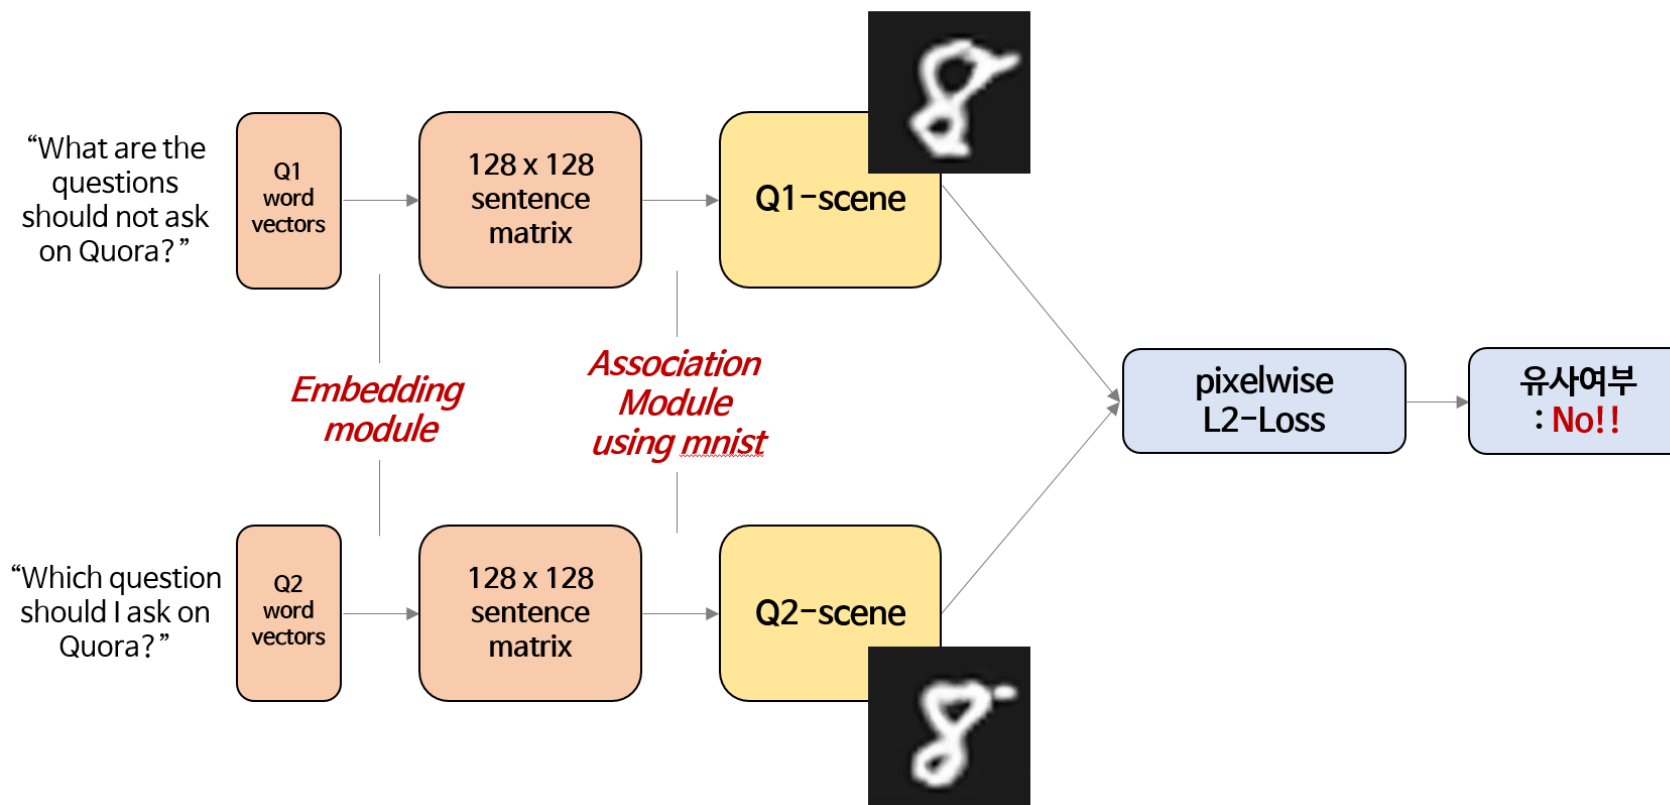 “What are the
questions
should not ask
on Quora?”
Q1
word
vectors
128 x 128
sentence
matrix
Q1-scene
Embedding
module
Association
Module
using mnist
pixelwise
L2-Loss
유사여부
: No!!
“Which question
should I ask on
Quora?”
Q2
word
vectors
128 x 128
sentence
matrix
Q2-scene